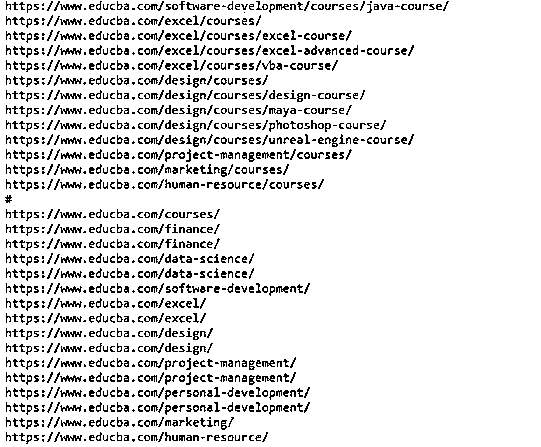 https://www.educba.com/software-development/courses/java-course/
https://www.educba.com/excel/courses/
https://www.educba.com/excel/courses/excel-course/
https://www.educba.com/excel/courses/excel-advanced-course/
https://www.educba.com/excel/courses/vba-course/
https://www.educba.com/design/courses/
https://www.educba.com/design/courses/design-course/
https://www.educba.com/design/courses/maya-course/
https://www.educba.com/design/courses/photoshop-course/
https://www.educba.com/design/courses/unreal-engine-course/
https://www.educba.com/project-management/courses/
https://www.educba.com/marketing/courses/
https://www.educba.com/human-resource/courses/
#
https://www.educba.com/courses/
https://www.educba.com/finance/
https://www.educba.com/finance/
https://www.educba.com/data-science/
https://www.educba.com/data-science/
https://www.educba.com/software-development/
https://www.educba.com/excel/
https://www.educba.com/excel/
https://www.educba.com/design/
https://www.educba.com/design/
https://www.educba.com/project-management/
https://www.educba.com/project-management/
https://www.educba.com/personal-development/
https://www.educba.com/personal-development/
https://www.educba.com/marketing/
https://www.educba.com/human-resource/